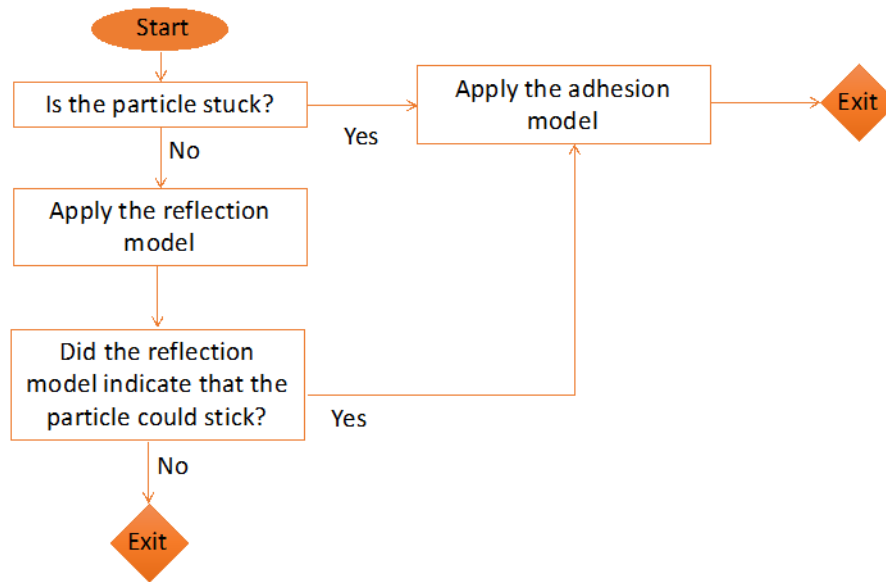 Start
Is the particle stuck?
Yes
Apply the adhesion
model
Exit
No
Apply the reflection
model
Did the reflection
model indicate that the
particle could stick?
Yes
No
Exit